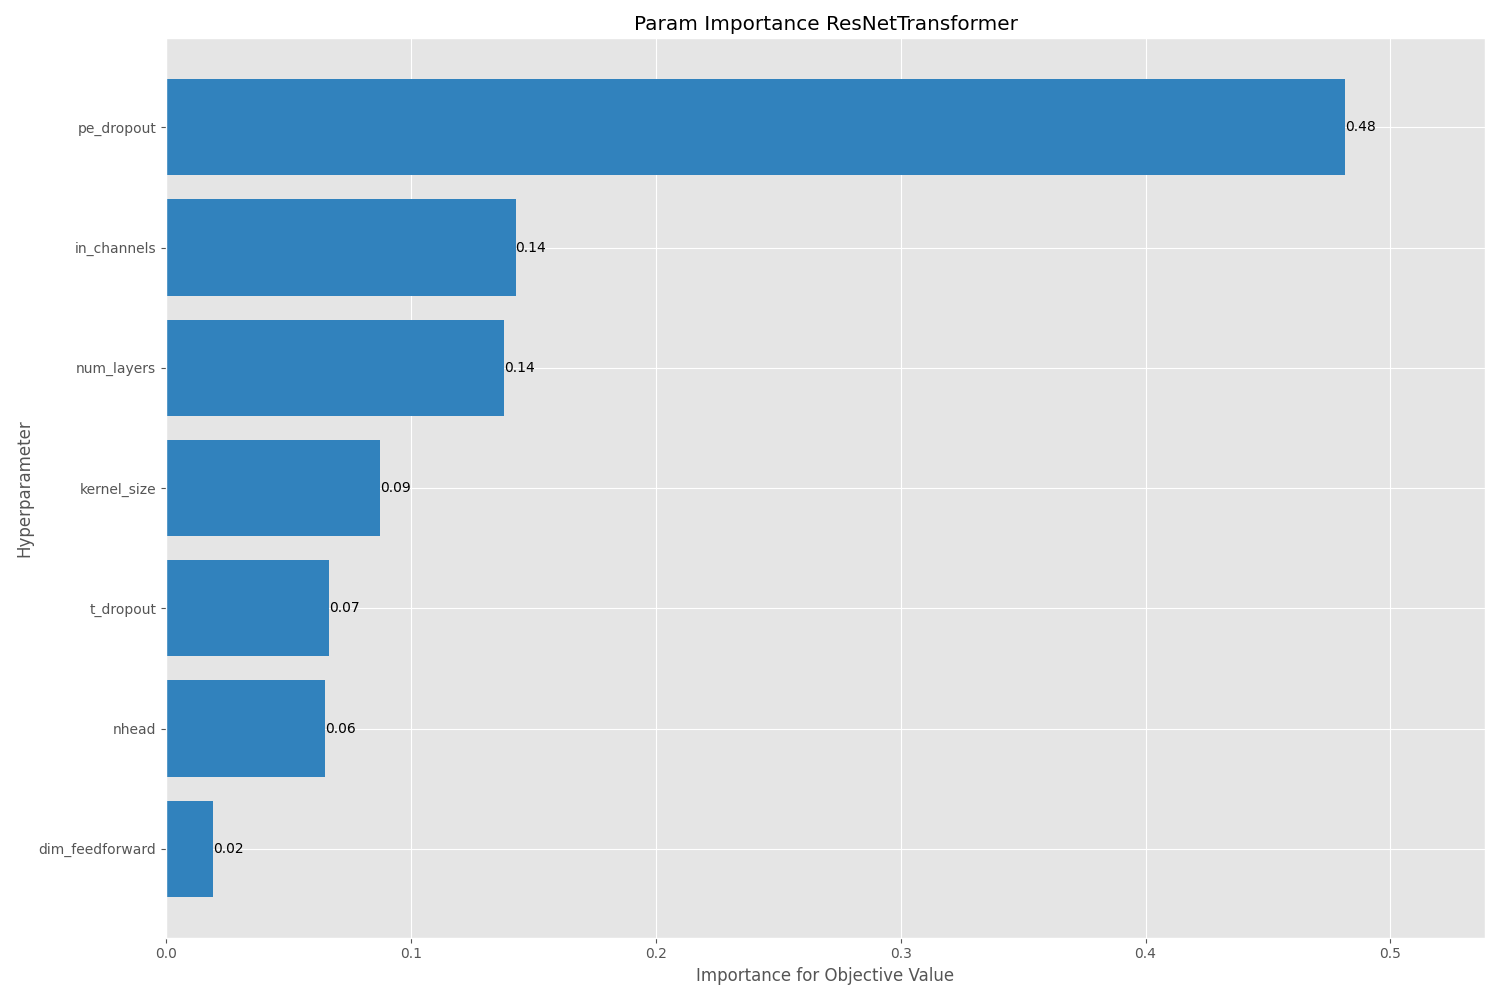 Param Importance ResNetTransformer
Hyperparameter
pe_dropout
0.48
in_channels
0.14
num_layers
0.14
kernel_size
0.09
t_dropout
0.07
nhead
0.06
dim_feedforward
0.02
0.0 0.1 0.2 0.3 0.4 0.5
Importance for Objective Value